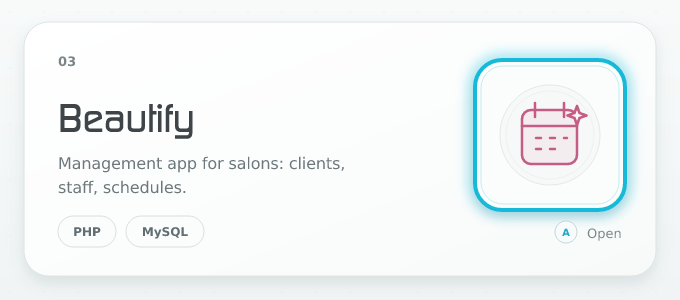 03
Beautify
Management app for salons: clients,
staff, schedules.
PHP
MySQL
A
Open